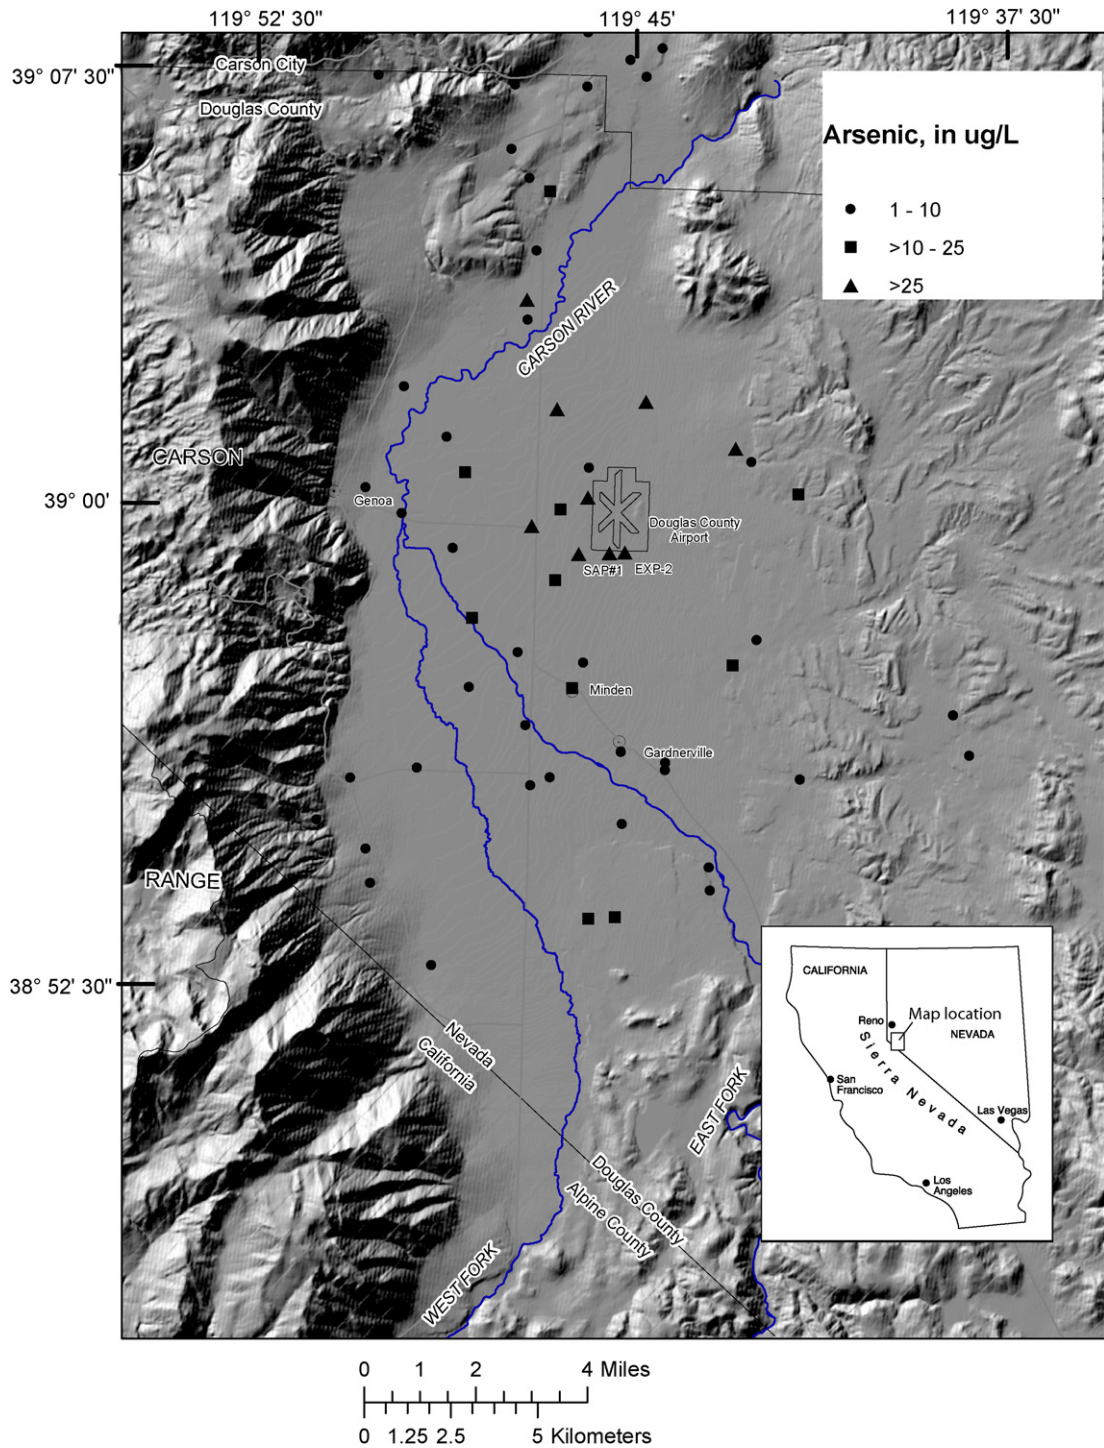 119° 52' 30"
119° 45'
119° 37' 30"
39° 07' 30"
Carson City
Douglas County
Arsenic, in ug/L
1 - 10
>10 - 25
>25
CARSON RIVER
CARSON
39° 00'
Genoa
Douglas County
Airport
SAP#1
EXP-2
Minden
Gardnerville
RANGE
38° 52' 30"
Nevada
California
EAST FORK
Douglas County
Alpine County
WEST FORK
CALIFORNIA
Reno
Map location
NEVADA
Sierra Nevada
San
Francisco
Las Vegas
Los
Angeles
0 1 2 4 Miles
0 1.25 2.5 5 Kilometers